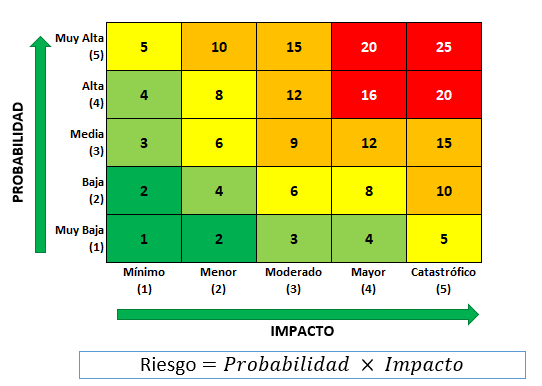 PROBABILIDAD
Muy Alta
(5)
5 10 15 20 25
Alta
(4)
4 8 12 16 20
Media
(3)
3 6 9 12 15
Baja
(2)
2 4 6 8 10
Muy Baja
(1)
1 2 3 4 5
Mínimo Menor Moderado Mayor Catastrófico
(1) (2) (3) (4) (5)
IMPACTO
Riesgo = Probabilidad × Impacto